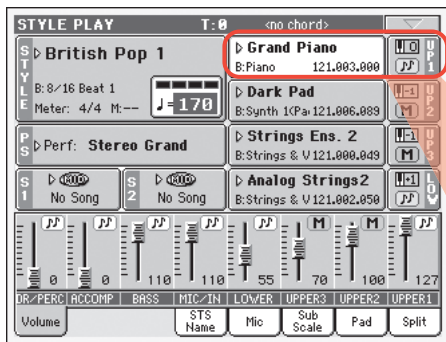 STYLE PLAY T:0 <no chord>
STYLE
British Pop 1
B: 8/16 Beat 1
Meter: 4/4 M:-- ♩=170
Grand Piano
B:Piano 121.003.000
0
UP1
Dark Pad
B:Synth 1(Pa 121.006.089
-1
M
UP2
PS
Perf: Stereo Grand
Strings Ens. 2
B:Strings & V 121.000.049
-1
M
UP3
S1
No Song
S2
No Song
Analog Strings2
B:Strings & V 121.002.050
+1
LOW
M M
0 0 110 110 55 70 100 127
DR/PERC ACCOMP BASS MIC/IN LOWER UPPER3 UPPER2 UPPER1
Volume
STS Name
Mic
Sub Scale
Pad
Split